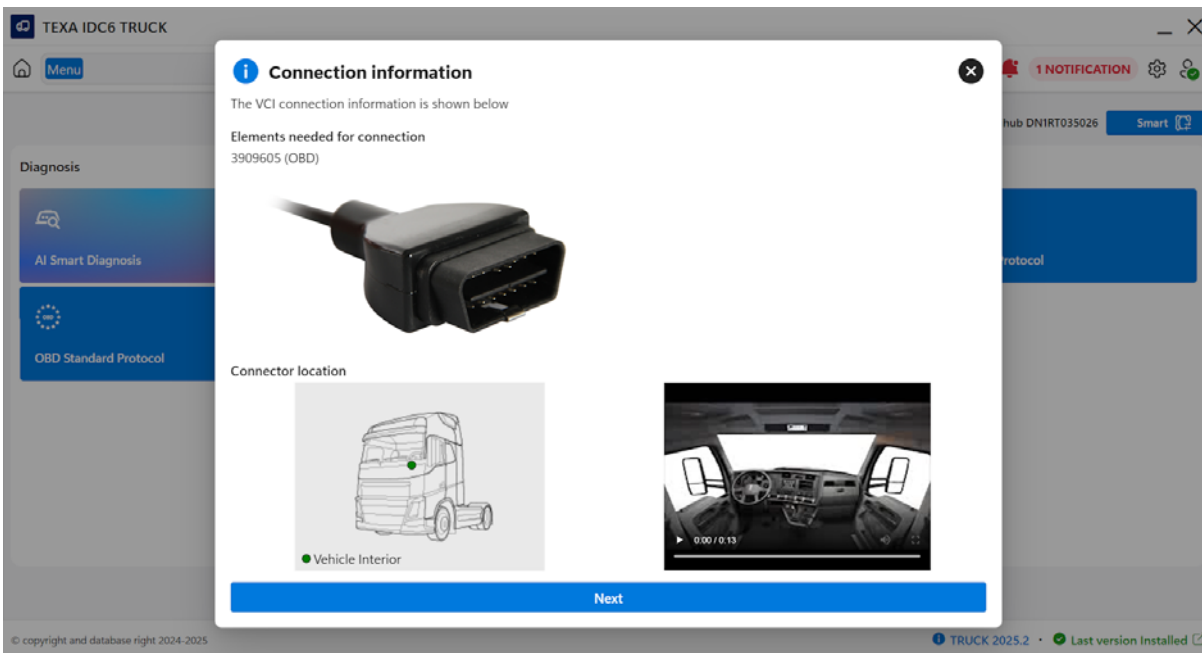 TEXA IDC6 TRUCK
Menu
1 NOTIFICATION
hub DN1RT035026
Smart
Diagnosis
AI Smart Diagnosis
OBD Standard Protocol
rotocol
Connection information
The VCI connection information is shown below
Elements needed for connection
3909605 (OBD)
Connector location
Vehicle Interior
0:00 / 0:13
Next
© copyright and database right 2024-2025
TRUCK 2025.2 · Last version Installed